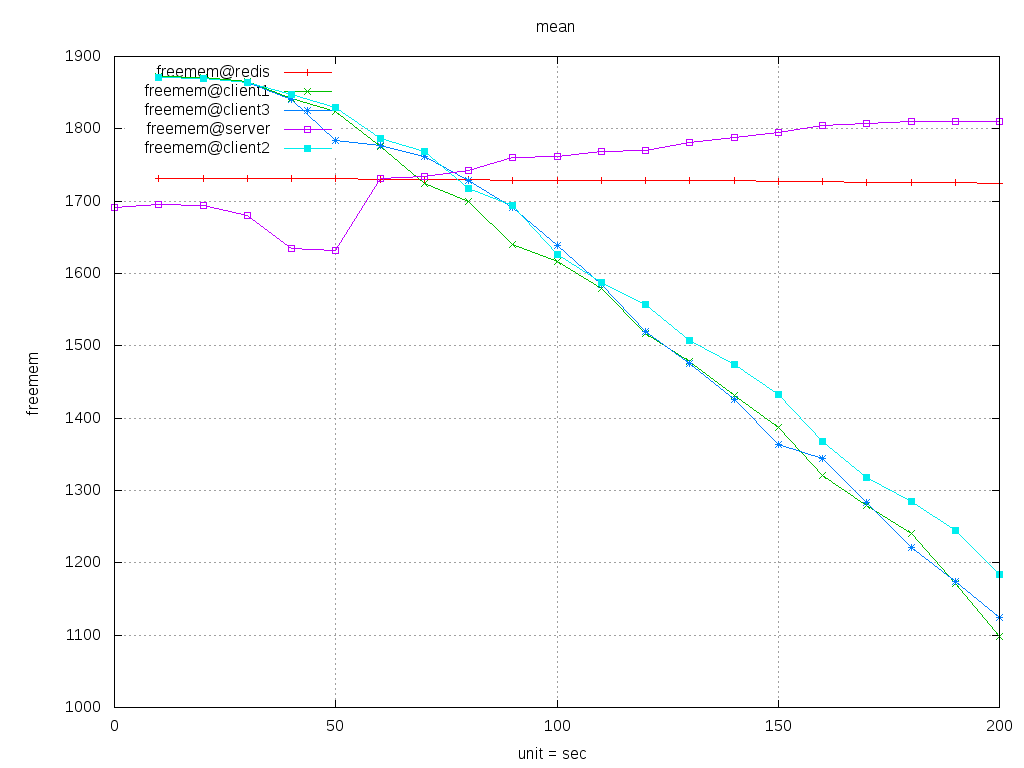 mean
1900
1800
1700
1600
1500
1400
1300
1200
1100
1000
freemem
freemem@redis
freemem@client1
freemem@client3
freemem@server
freemem@client2
0
50
100
150
200
unit = sec